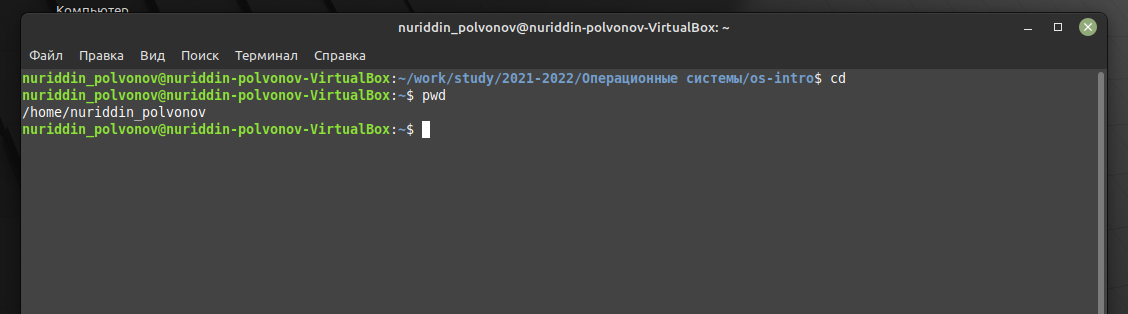 Компьютер
nuriddin_polvonov@nuriddin-polvonov-VirtualBox: ~
Файл Правка Вид Поиск Терминал Справка
nuriddin_polvonov@nuriddin-polvonov-VirtualBox:~/work/study/2021-2022/Операционные системы/os-intro$ cd
nuriddin_polvonov@nuriddin-polvonov-VirtualBox:~$ pwd
/home/nuriddin_polvonov
nuriddin_polvonov@nuriddin-polvonov-VirtualBox:~$